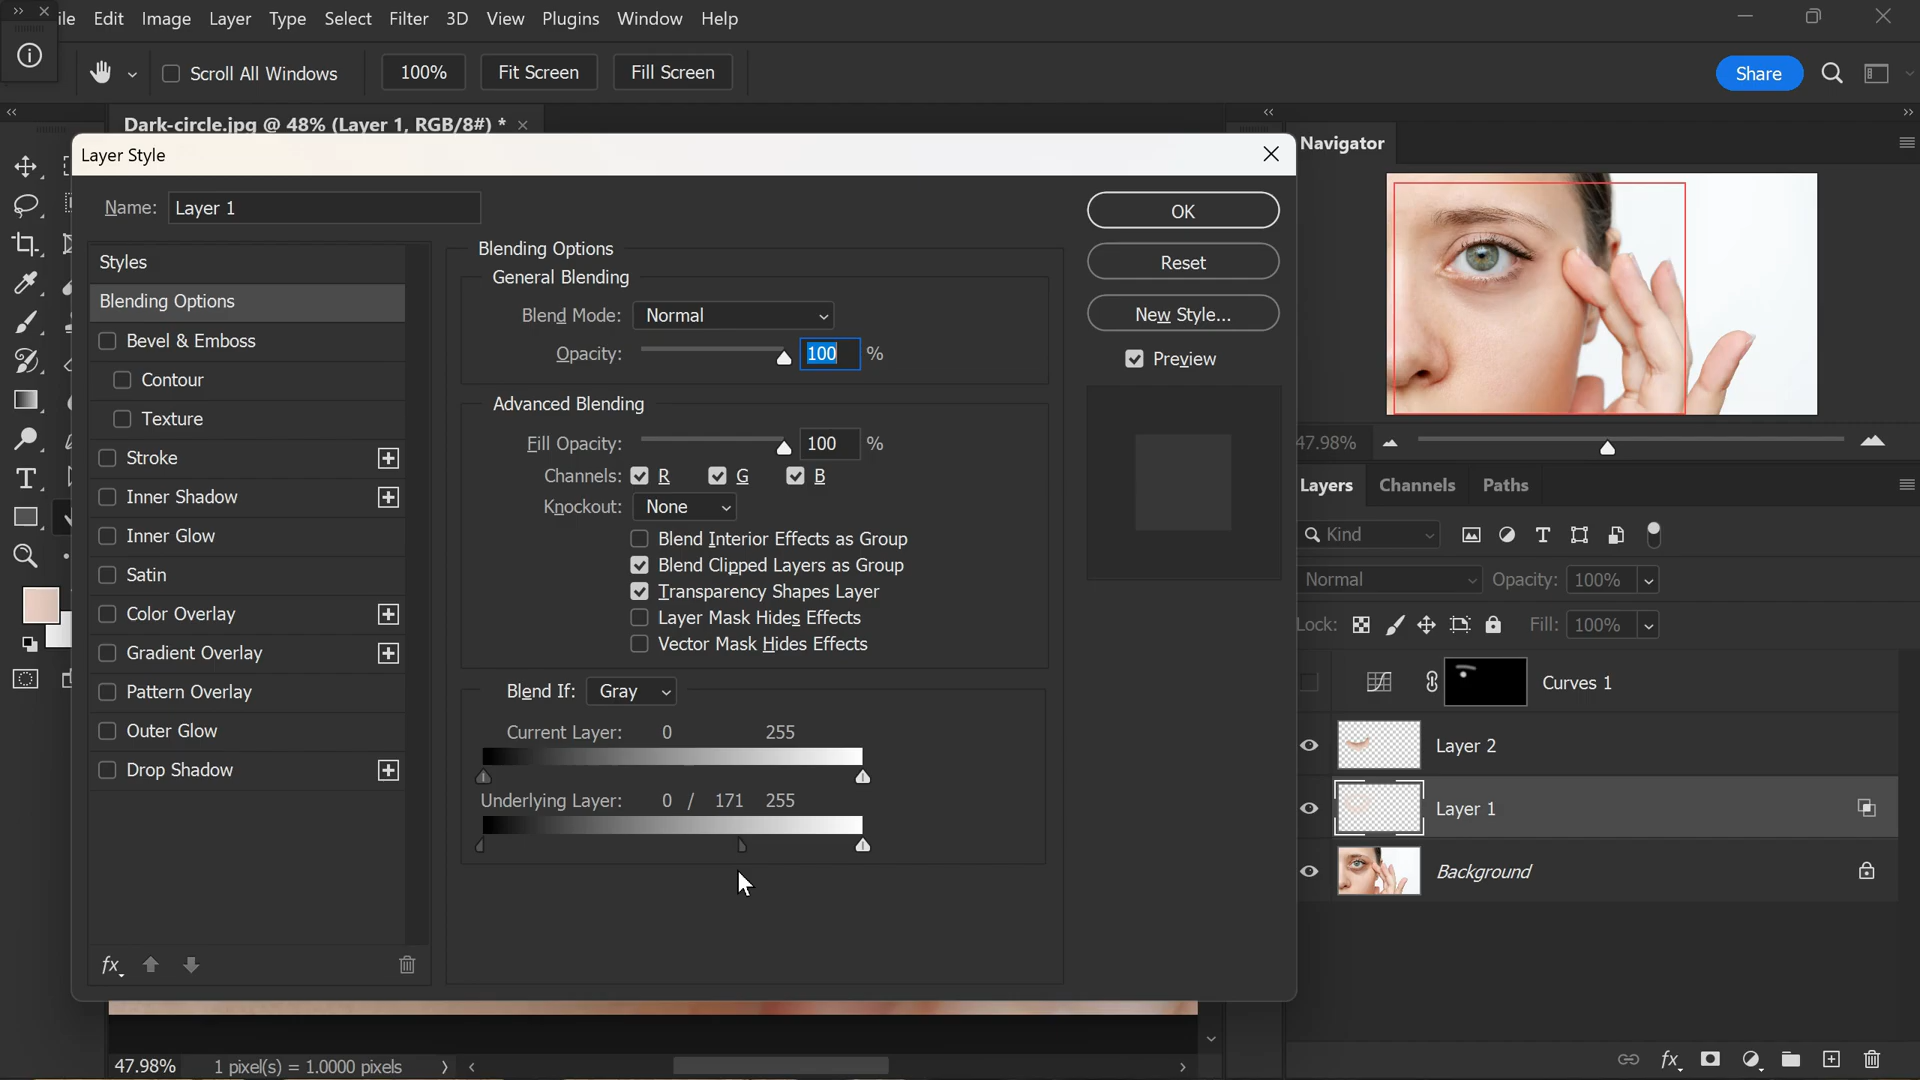 ile Edit Image Layer Type Select Filter 3D View Plugins Window Help
Scroll All Windows 100% Fit Screen Fill Screen Share
Dark-circle.jpg @ 48% (Layer 1, RGB/8#) *
Layer Style
Navigator
Name: Layer 1
OK
Styles
Blending Options
General Blending
Reset
Blending Options
Blend Mode: Normal
New Style...
Bevel & Emboss
Opacity: 100 %
Preview
Contour
Advanced Blending
Texture
Fill Opacity: 100 %
47.98%
Stroke
Channels: R G B
Layers Channels Paths
Inner Shadow
Knockout: None
Inner Glow
Blend Interior Effects as Group
Kind
Satin
Blend Clipped Layers as Group
Normal Opacity: 100%
Color Overlay
Transparency Shapes Layer
Layer Mask Hides Effects
Lock: Fill: 100%
Gradient Overlay
Vector Mask Hides Effects
Pattern Overlay
Blend If: Gray
Curves 1
Outer Glow
Current Layer: 0 255
Layer 2
Drop Shadow
Underlying Layer: 0 / 171 255
Layer 1
Background
fx
47.98% 1 pixel(s) = 1.0000 pixels
fx